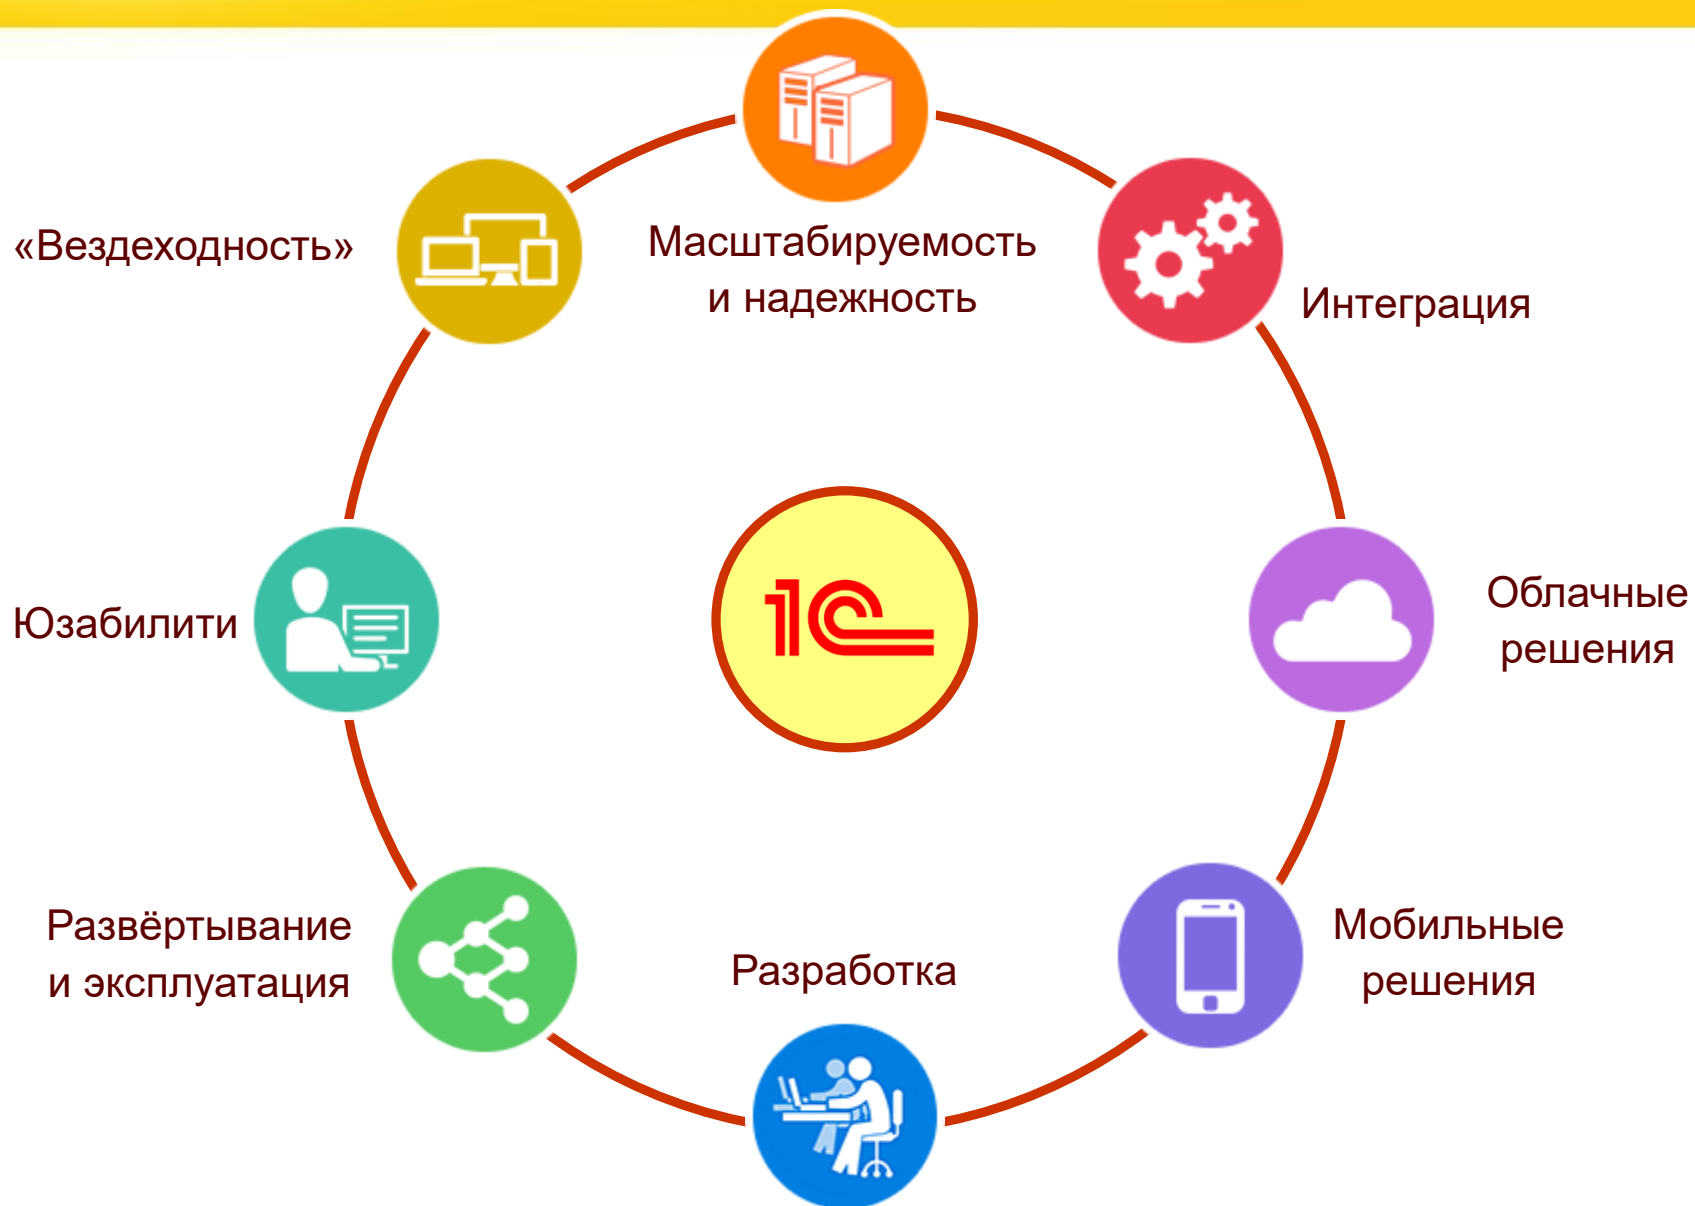 Масштабируемость
и надежность
«Вездеходность»
Интеграция
1С
Юзабилити
Облачные
решения
Развёртывание
и эксплуатация
Разработка
Мобильные
решения